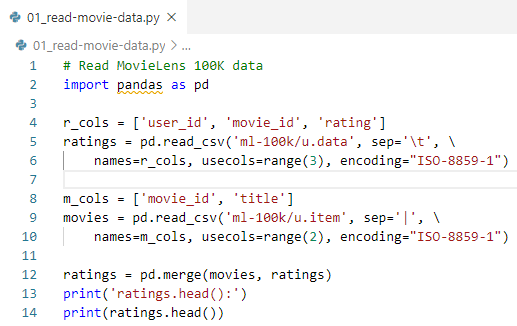 01_read-movie-data.py ×
01_read-movie-data.py > ...
1 # Read MovieLens 100K data
2 import pandas as pd
3
4 r_cols = ['user_id', 'movie_id', 'rating']
5 ratings = pd.read_csv('ml-100k/u.data', sep='\t', \
6     names=r_cols, usecols=range(3), encoding="ISO-8859-1")
7
8 m_cols = ['movie_id', 'title']
9 movies = pd.read_csv('ml-100k/u.item', sep='|', \
10     names=m_cols, usecols=range(2), encoding="ISO-8859-1")
11
12 ratings = pd.merge(movies, ratings)
13 print('ratings.head():')
14 print(ratings.head())